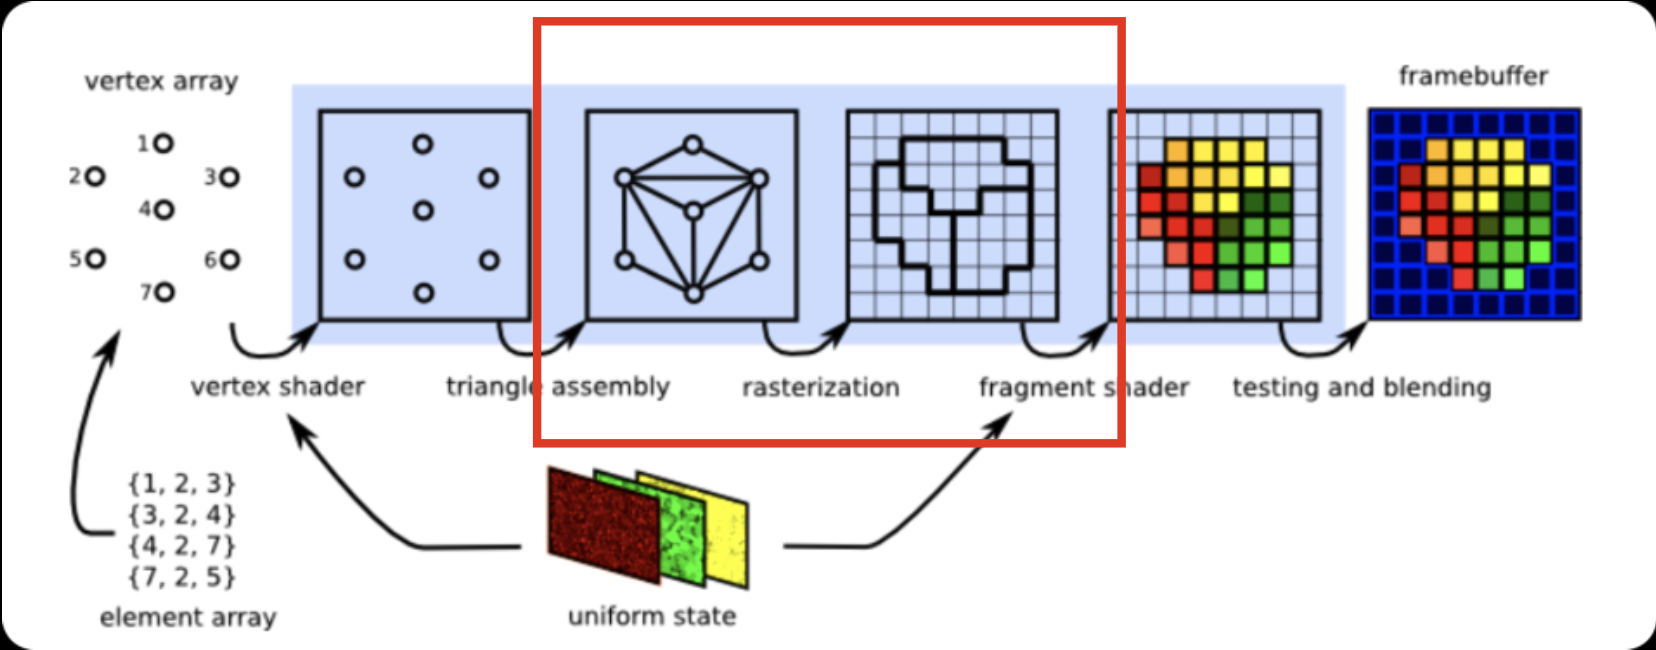 vertex array
framebuffer
1
2
3
4
5
6
7
vertex shader
triangle assembly
rasterization
fragment shader
testing and blending
{1, 2, 3}
{3, 2, 4}
{4, 2, 7}
{7, 2, 5}
element array
uniform state